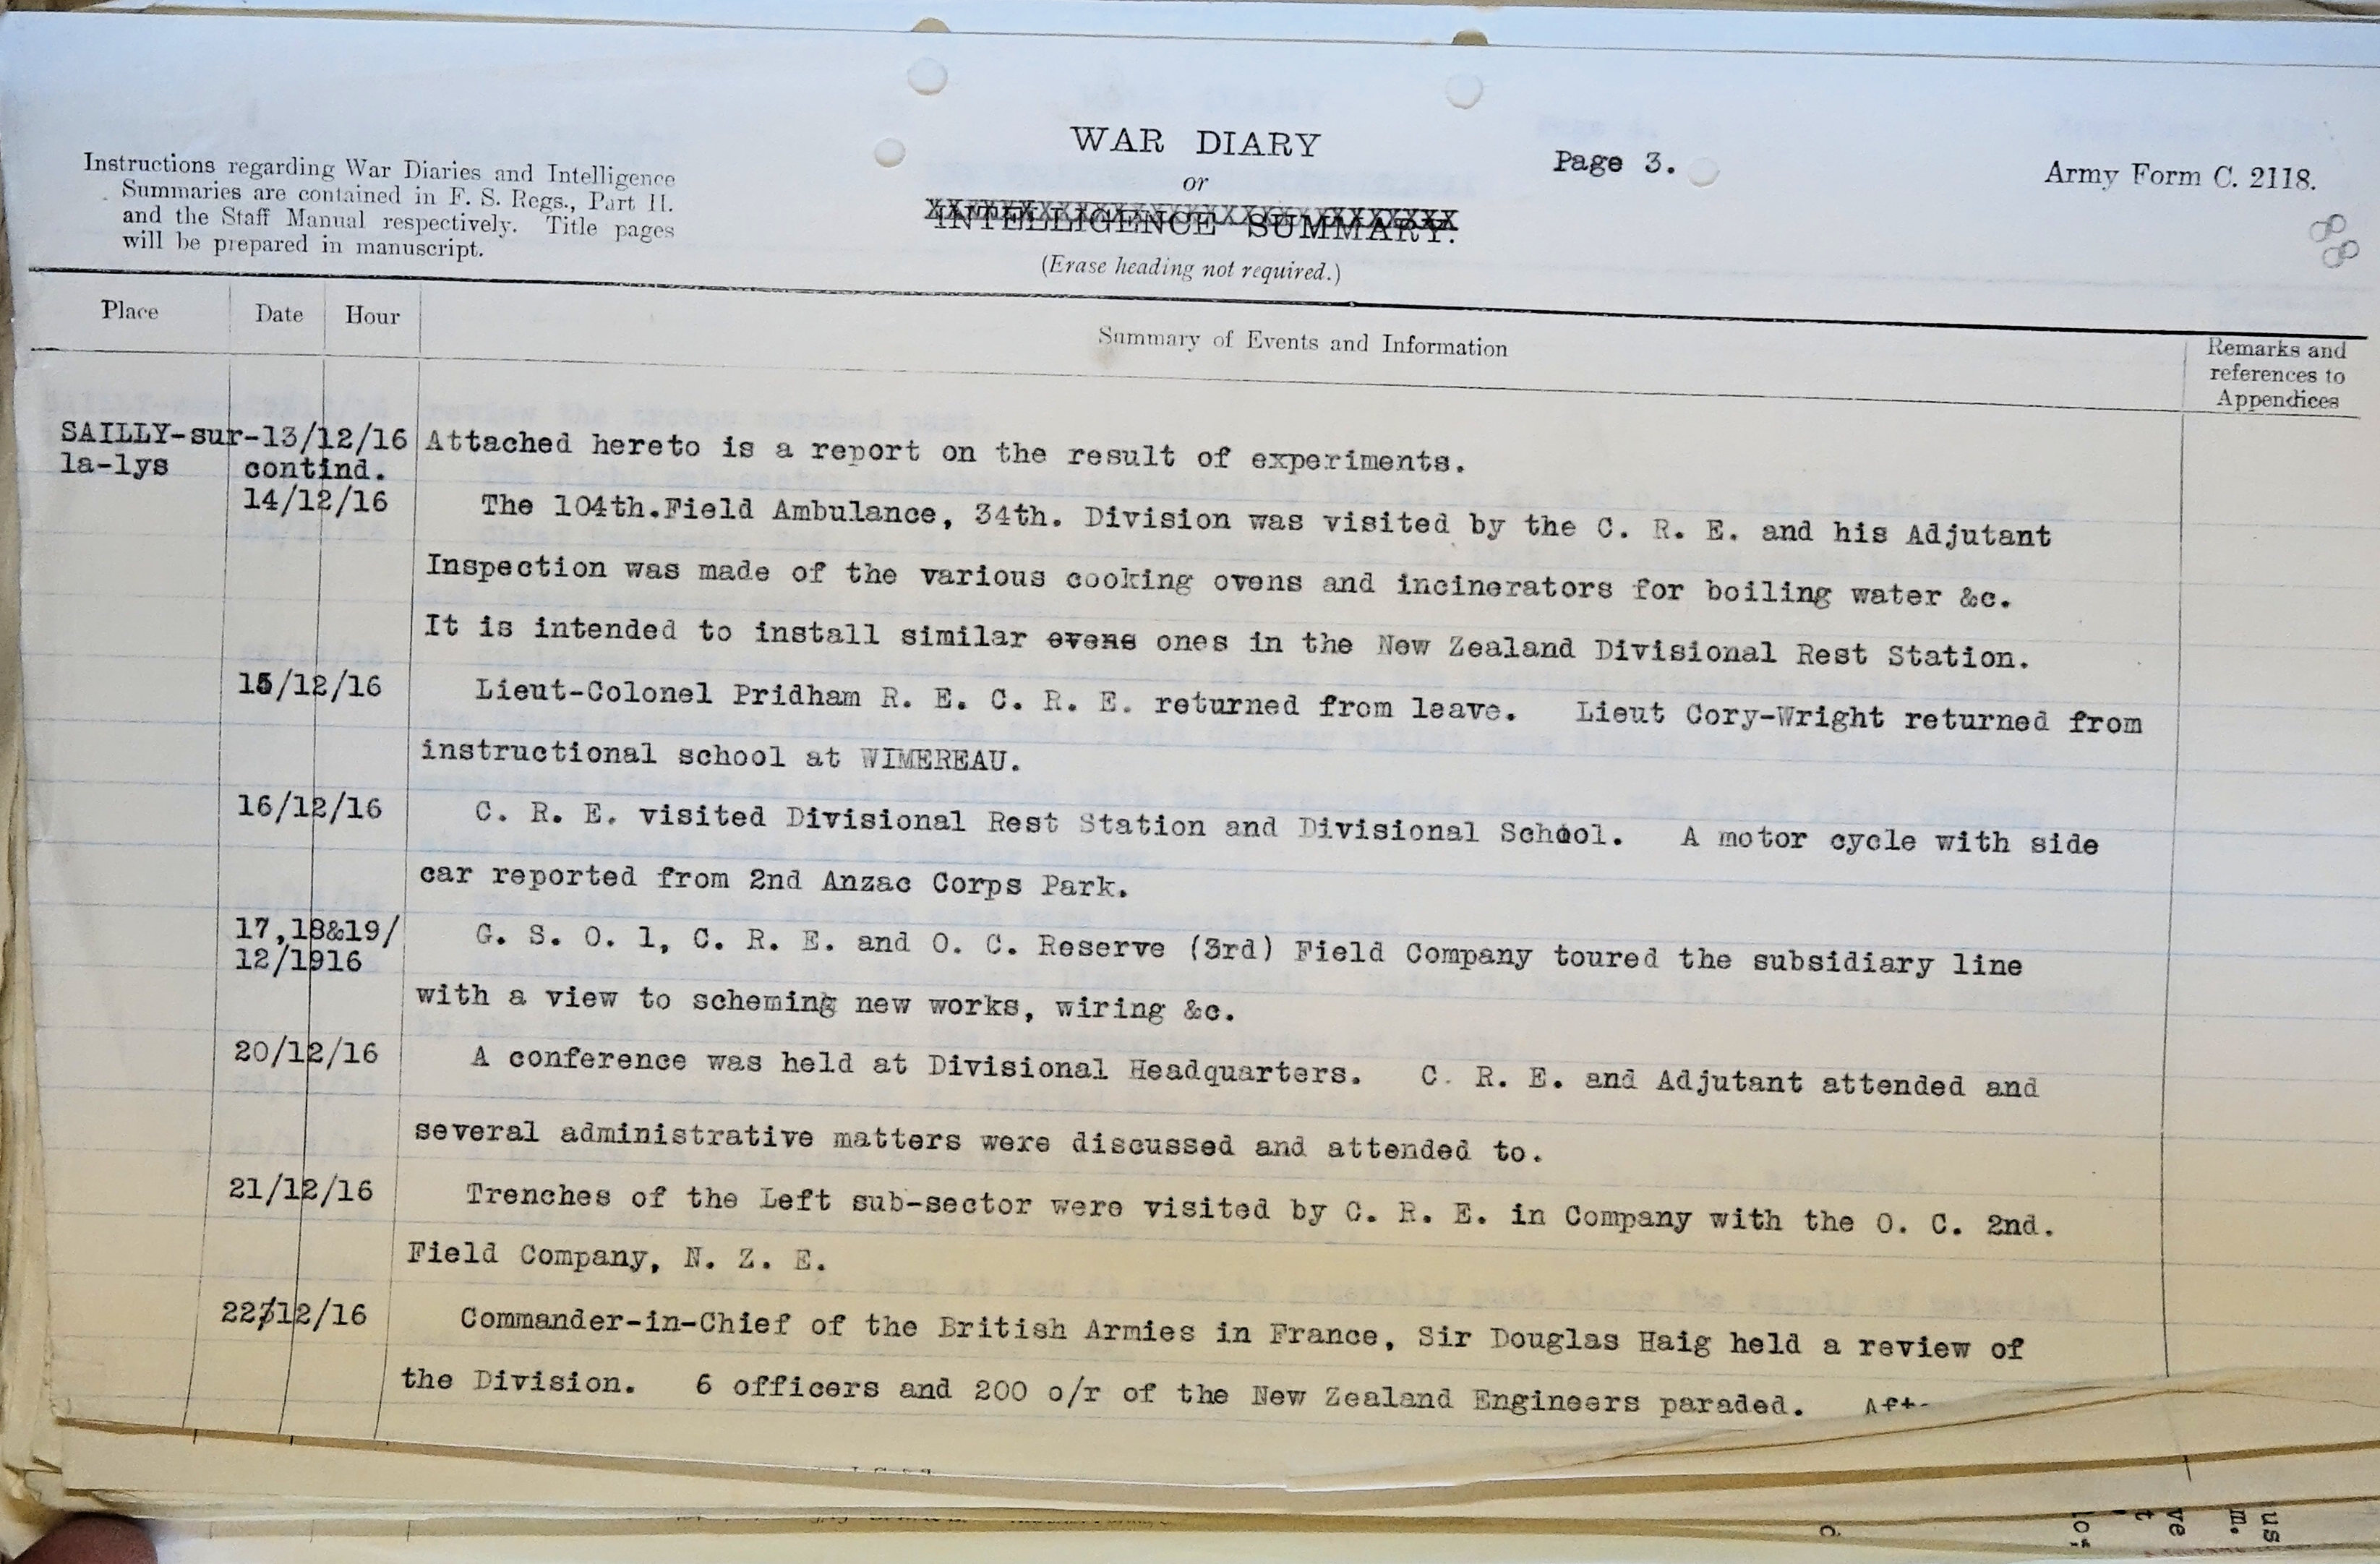 WAR DIARY
or
INTELLIGENCE SUMMARY.
(Erase heading not required.)
Page 3.
Army Form C. 2118.
Instructions regarding War Diaries and Intelligence
Summaries are contained in F. S. Regs., Part II.
and the Staff Manual respectively. Title pages
will be prepared in manuscript.
Place Date Hour Summary of Events and Information Remarks and
references to
Appendices
SAILLY-sur-13/12/16 Attached hereto is a report on the result of experiments.
la-lys contind.
14/12/16 The 104th.Field Ambulance, 34th. Division was visited by the C. R. E. and his Adjutant
Inspection was made of the various cooking ovens and incinerators for boiling water &c.
It is intended to install similar ovens ones in the New Zealand Divisional Rest Station.
15/12/16 Lieut-Colonel Pridham R. E. C. R. E. returned from leave. Lieut Cory-Wright returned from
instructional school at WIMEREAU.
16/12/16 C. R. E. visited Divisional Rest Station and Divisional School. A motor cycle with side
car reported from 2nd Anzac Corps Park.
17,18&19/ G. S. O. 1, C. R. E. and O. C. Reserve (3rd) Field Company toured the subsidiary line
12/1916
with a view to scheming new works, wiring &c.
20/12/16 A conference was held at Divisional Headquarters. C. R. E. and Adjutant attended and
several administrative matters were discussed and attended to.
21/12/16 Trenches of the Left sub-sector were visited by C. R. E. in Company with the O. C. 2nd.
Field Company, N. Z. E.
22/12/16 Commander-in-Chief of the British Armies in France, Sir Douglas Haig held a review of
the Division. 6 officers and 200 o/r of the New Zealand Engineers paraded.